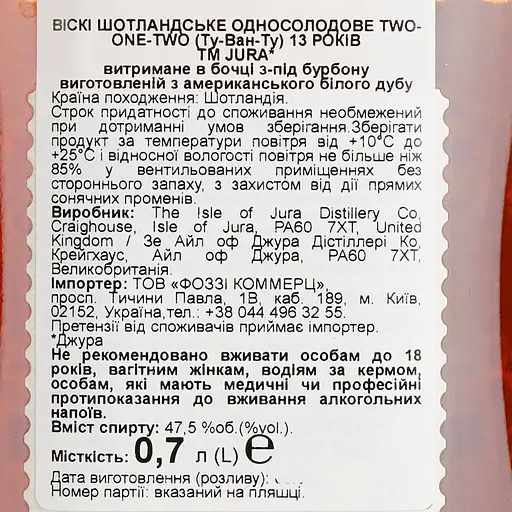 ВІСКІ ШОТЛАНДСЬКЕ ОДНОСОЛОДОВЕ TWO-
ONE-TWO (Ту-Ван-Ту) 13 РОКІВ
ТМ JURA*
витримане в бочці з-під бурбону
виготовленій з американського білого дубу
Країна походження: Шотландія.
Строк придатності до споживання необмежений
при дотриманні умов зберігання.Зберігати
продукт за температури повітря від +10°С до
+25°С і відносної вологості повітря не більше ніж
85% у вентильованих приміщеннях без
стороннього запаху, з захистом від дії прямих
сонячних променів.
Виробник: The Isle of Jura Distillery Co,
Craighouse, Isle of Jura, PA60 7XT, United
Kingdom / Зе Айл оф Джура Дістіллері Ко,
Крейгхаус, Айл оф Джура, PA60 7XT,
Великобританія.
Імпортер: ТОВ «ФОЗЗІ КОММЕРЦ»,
просп. Тичини Павла, 1В, каб. 189, м. Київ,
02152, Україна,тел.: +38 044 496 32 55.
Претензії від споживачів приймає імпортер.
*Джура
Не рекомендовано вживати особам до 18
років, вагітним жінкам, водіям за кермом,
особам, які мають медичні чи професійні
протипоказання до вживання алкогольних
напоїв.
Вміст спирту: 47,5 %об.(%vol.).
Місткість: 0,7 л (L) ℮
Дата виготовлення (розливу):
Номер партії: вказаний на пляшці.